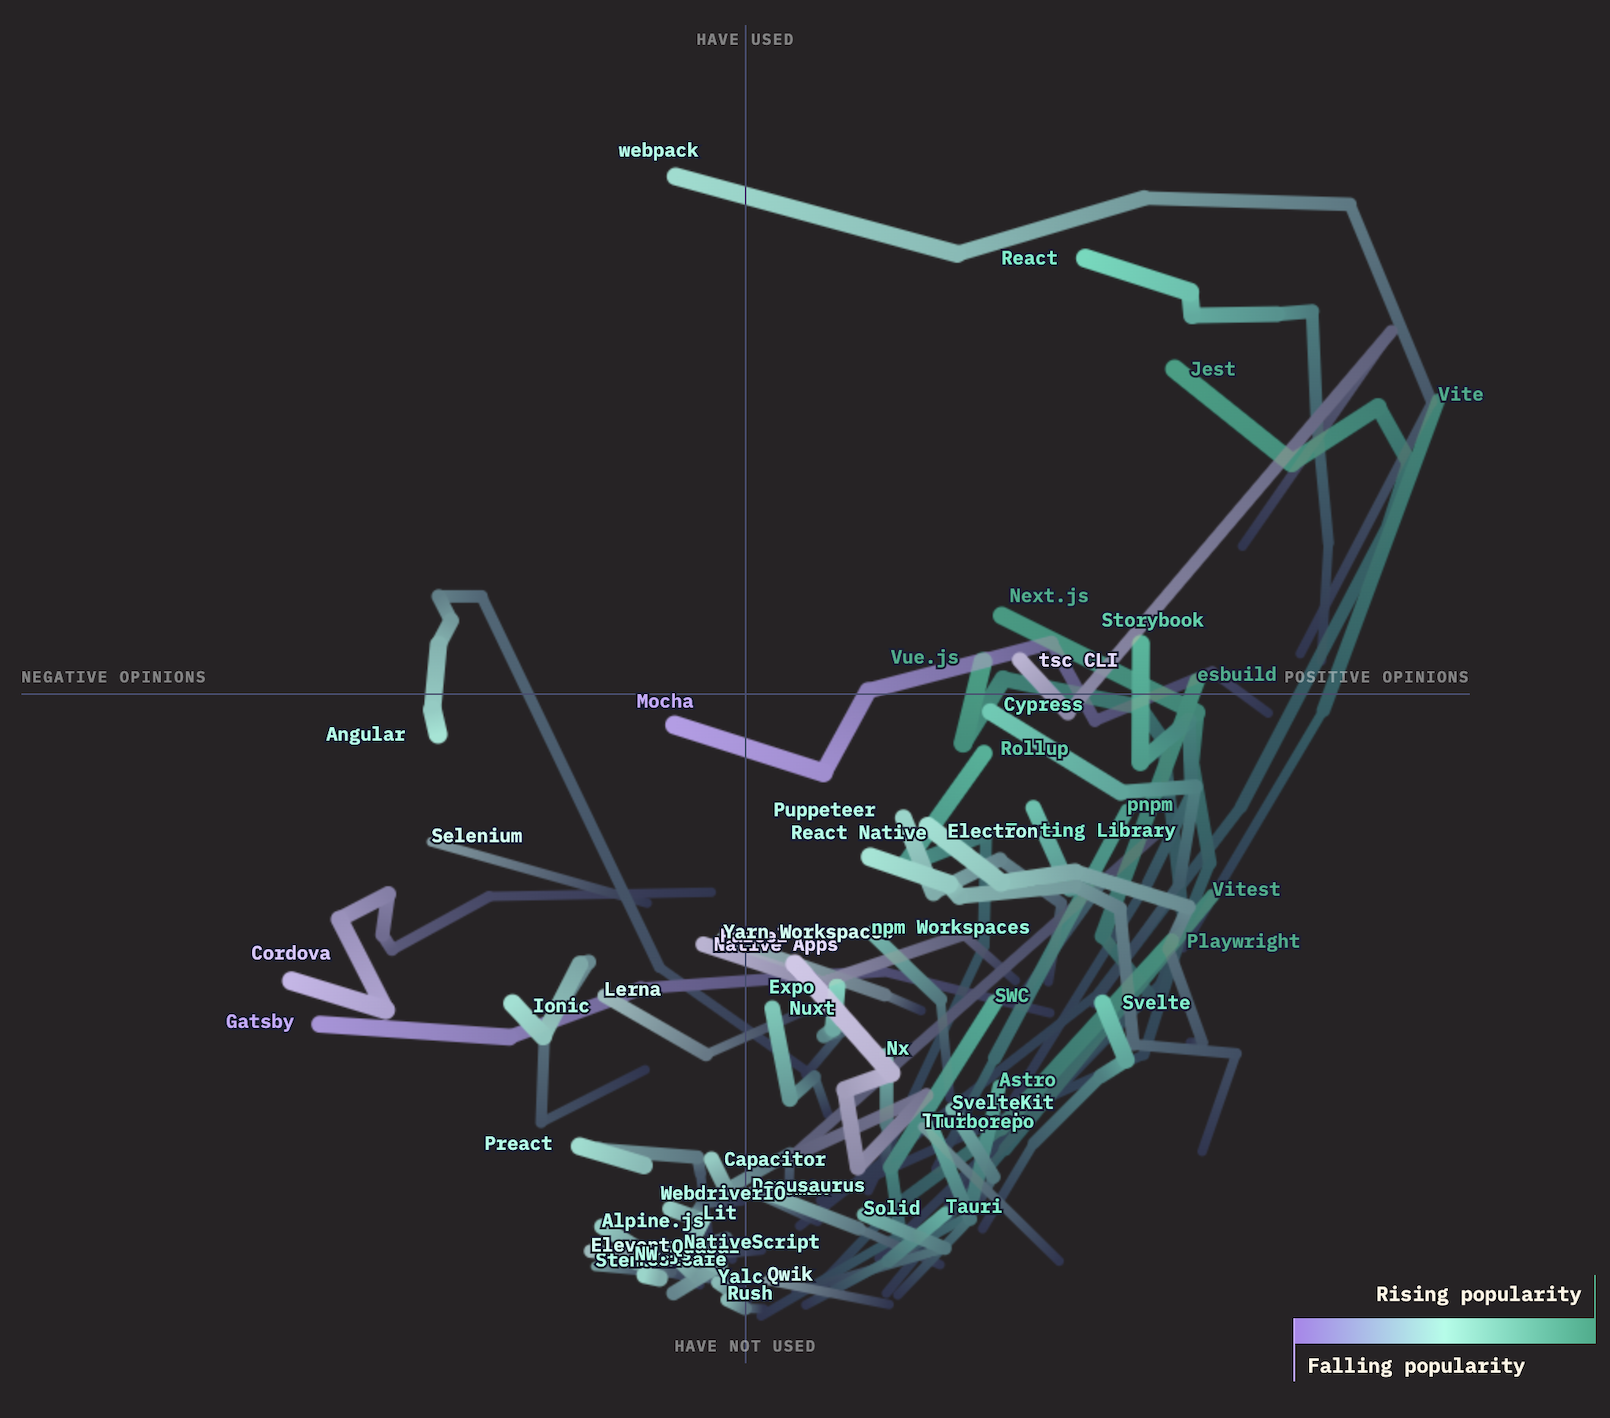 HAVE USED
webpack
React
Jest
Vite
Next.js
Storybook
Vue.js
tsc CLI
esbuild
NEGATIVE OPINIONS
POSITIVE OPINIONS
Mocha
Cypress
Angular
Rollup
Puppeteer
pnpm
React Native
Electron
Library
Selenium
Vitest
npm Workspaces
Yarn Workspaces
Native Apps
Playwright
Cordova
Expo
Lerna
SWC
Svelte
Ionic
Nuxt
Gatsby
Nx
Astro
SvelteKit
Turborepo
Preact
Capacitor
Docusaurus
WebdriverIO
Solid
Tauri
Lit
Alpine.js
NativeScript
NW.
Yalc
Qwik
Rush
Rising popularity
HAVE NOT USED
Falling popularity